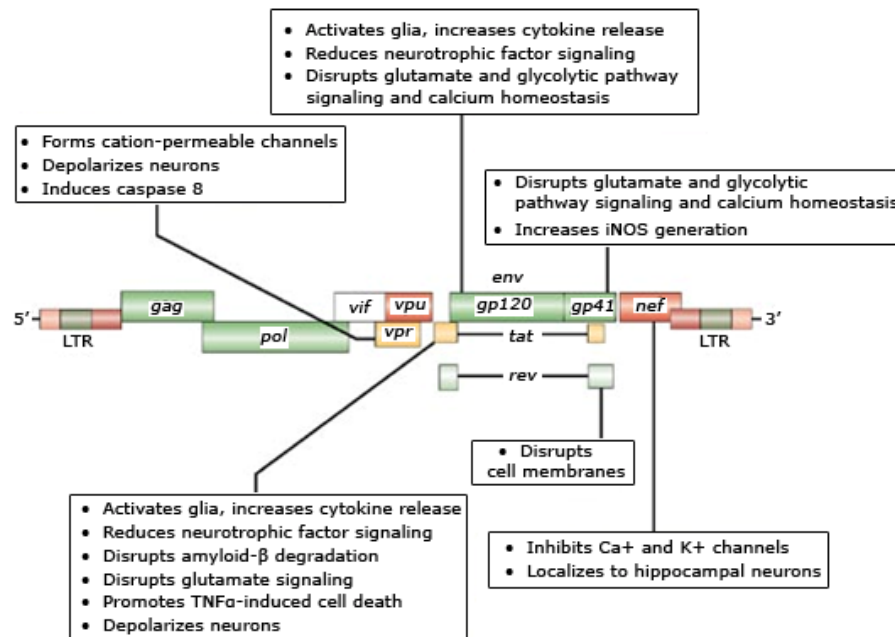 • Activates glia, increases cytokine release
• Reduces neurotrophic factor signaling
• Disrupts glutamate and glycolytic pathway
signaling and calcium homeostasis
• Forms cation-permeable channels
• Depolarizes neurons
• Induces caspase 8
• Disrupts glutamate and glycolytic
pathway signaling and calcium homeostasis
• Increases iNOS generation
env
gag
vif
vpu
gp120
gp41
nef
5′
3′
LTR
pol
vpr
tat
LTR
rev
• Disrupts
cell membranes
• Activates glia, increases cytokine release
• Reduces neurotrophic factor signaling
• Disrupts amyloid-β degradation
• Disrupts glutamate signaling
• Promotes TNFα-induced cell death
• Depolarizes neurons
• Inhibits Ca+ and K+ channels
• Localizes to hippocampal neurons